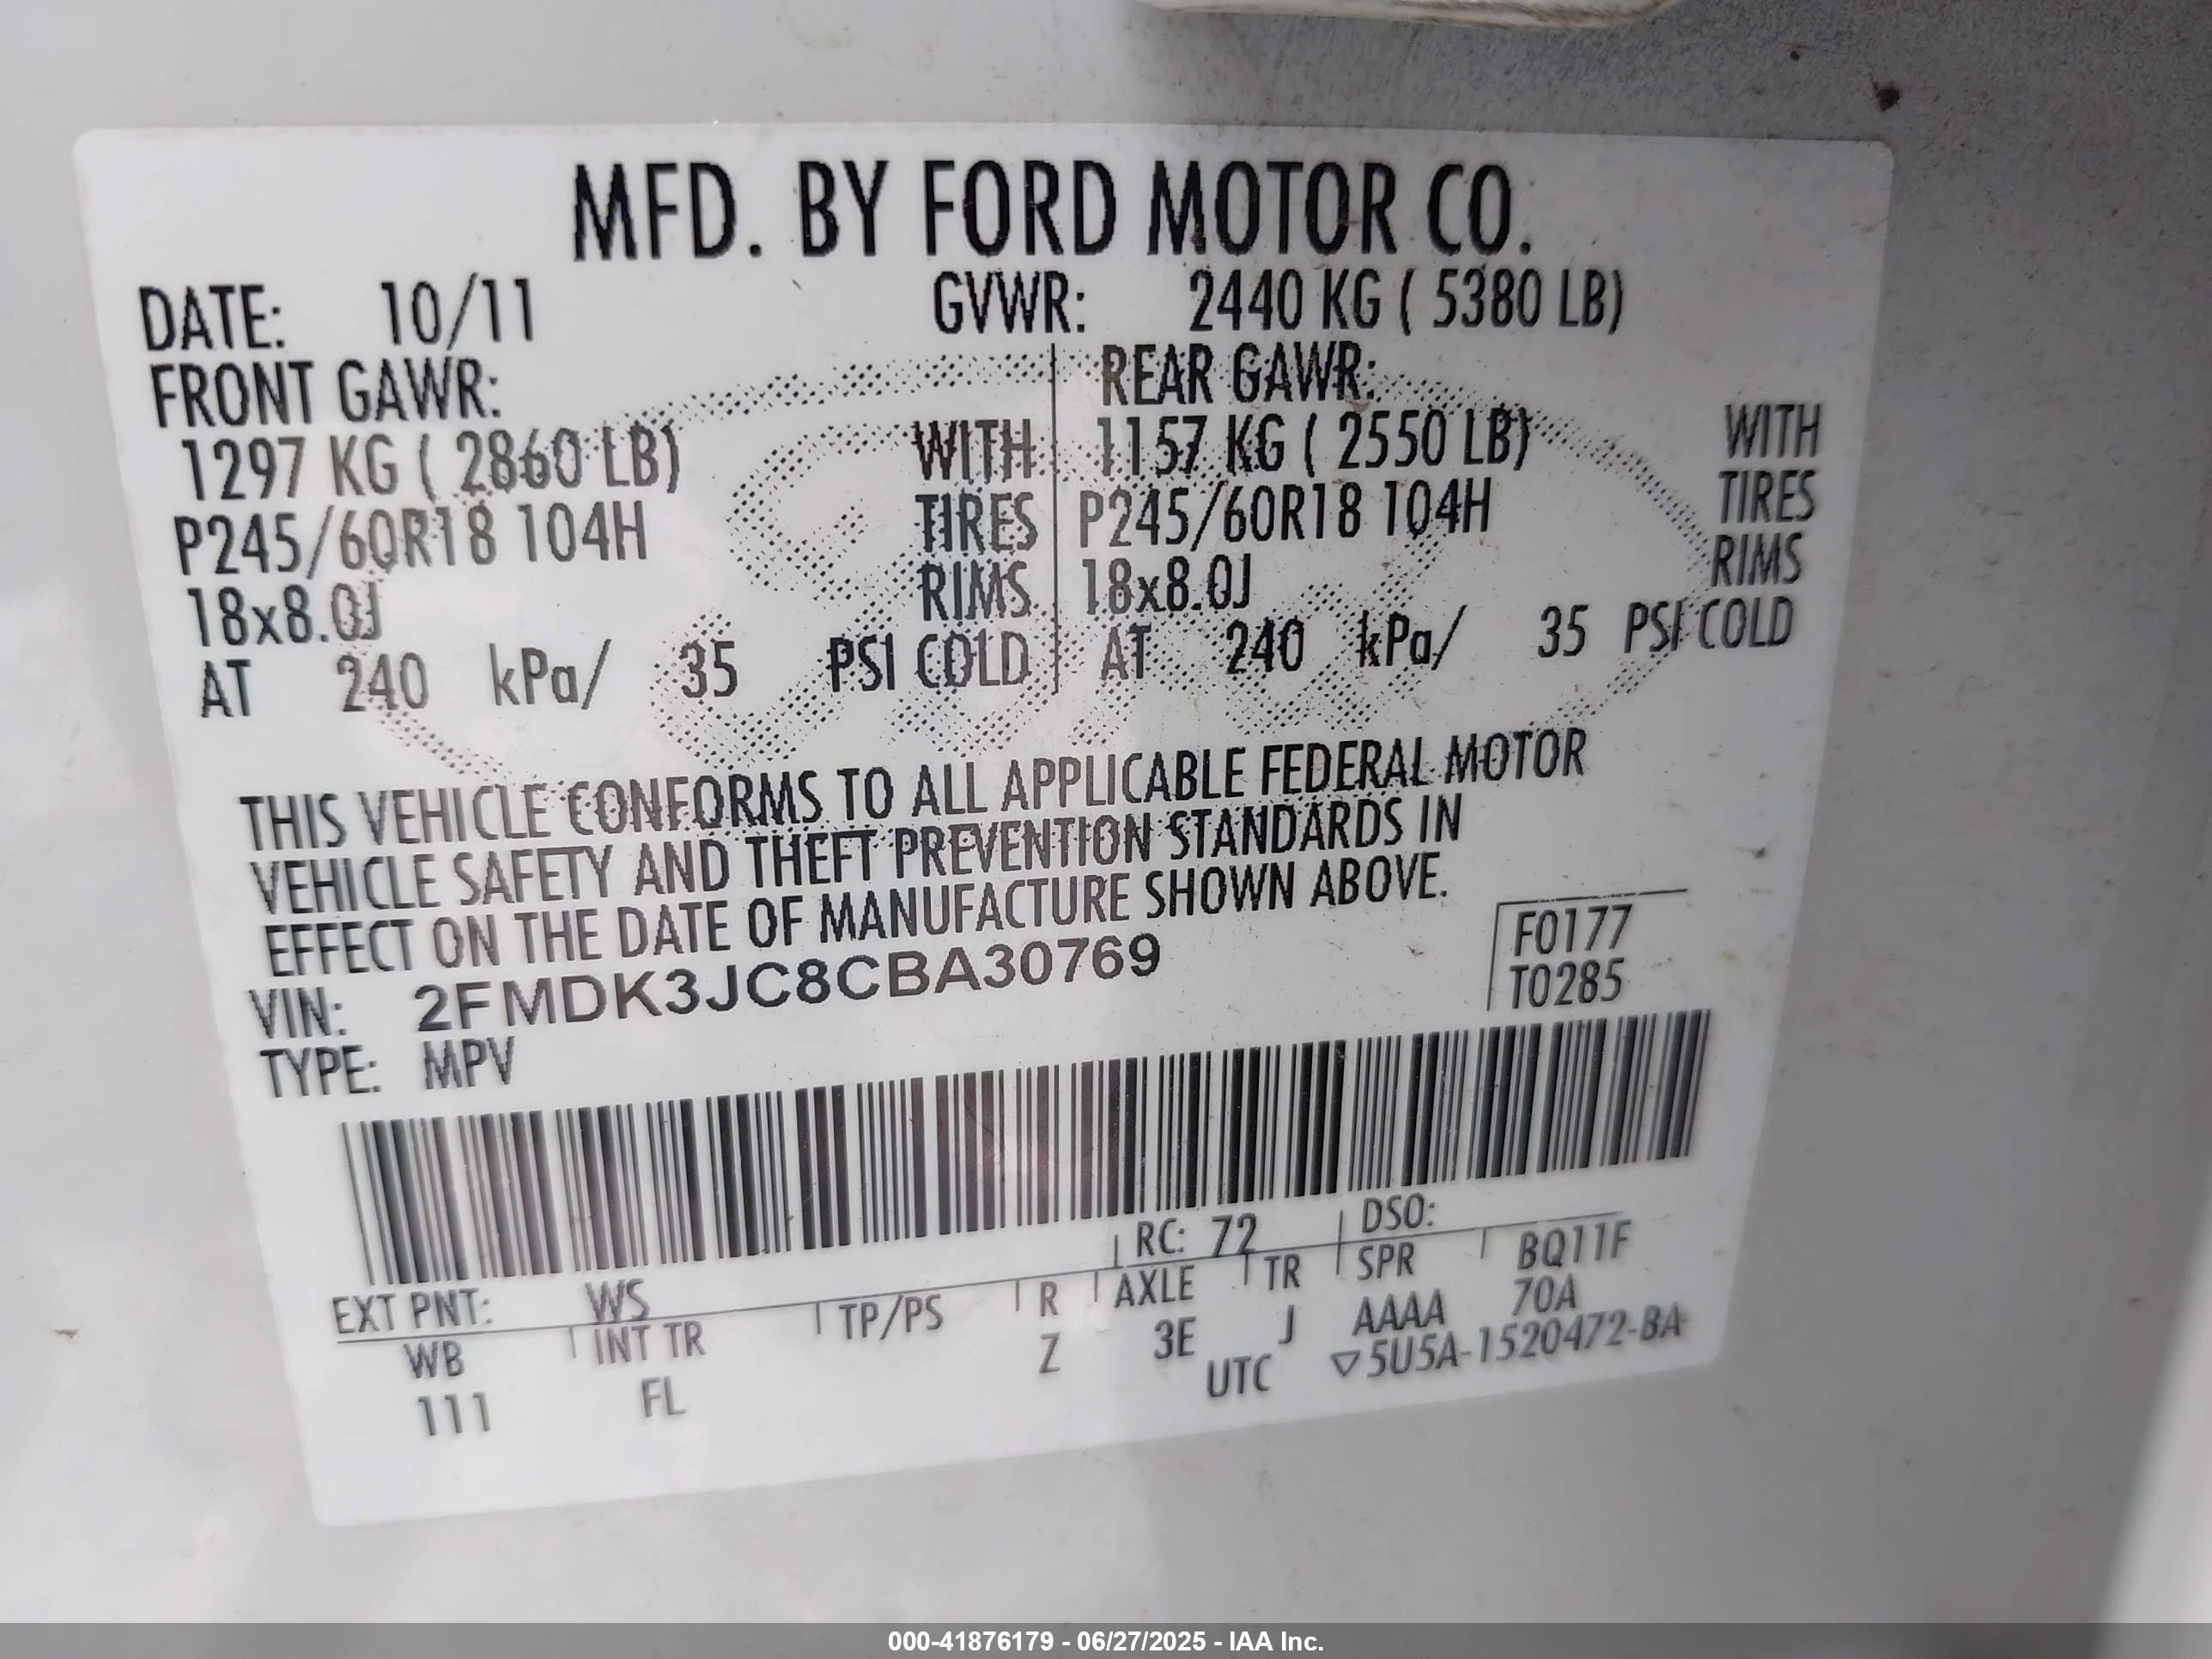 MFD. BY FORD MOTOR CO.
DATE: 10/11 GVWR: 2440 KG ( 5380 LB)
FRONT GAWR: REAR GAWR:
1297 KG ( 2860 LB) WITH 1157 KG ( 2550 LB) WITH
P245/60R18 104H TIRES P245/60R18 104H TIRES
18x8.0J RIMS 18x8.0J RIMS
AT 240 kPa/ 35 PSI COLD AT 240 kPa/ 35 PSI COLD
THIS VEHICLE CONFORMS TO ALL APPLICABLE FEDERAL MOTOR
VEHICLE SAFETY AND THEFT PREVENTION STANDARDS IN
EFFECT ON THE DATE OF MANUFACTURE SHOWN ABOVE.
VIN: 2FMDK3JC8CBA30769 F0177
TYPE: MPV T0285
RC: 72 DSO:
EXT PNT: WS AXLE TR SPR BQ11F
WB INT TR TP/PS R 3E J AAAA 70A
111 FL Z UTC ▽5U5A-1520472-BA
000-41876179 - 06/27/2025 - IAA Inc.